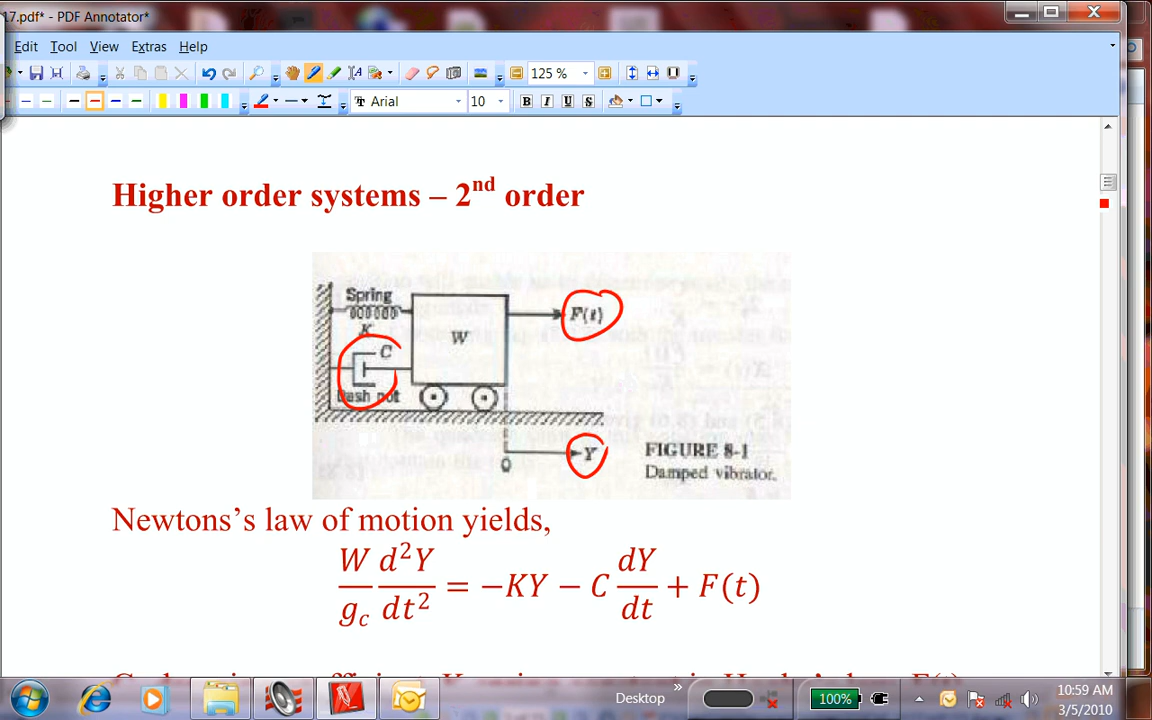 17.pdf* - PDF Annotator*
Edit Tool View Extras Help
125 %
Arial 10 B I U S
Higher order systems – 2nd order
Spring
K
C
W
F(t)
Dash pot
Y
0
FIGURE 8-1
Damped vibrator.
Newtons’s law of motion yields,
W/g_c d²Y/dt² = −KY − C dY/dt + F(t)
Desktop
»
100%
10:59 AM
3/5/2010